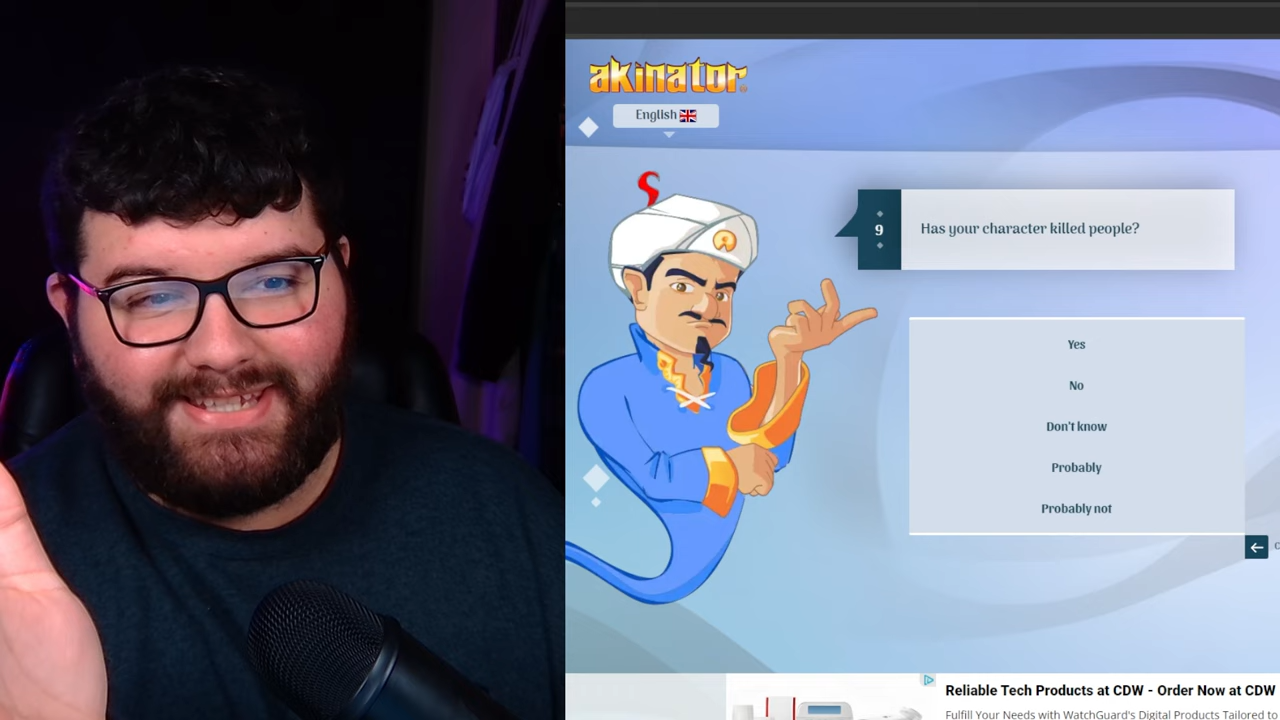 akinator
English
9
Has your character killed people?
Yes
No
Don't know
Probably
Probably not
Reliable Tech Products at CDW - Order Now at CDW
Fulfill Your Needs with WatchGuard's Digital Products Tailored to